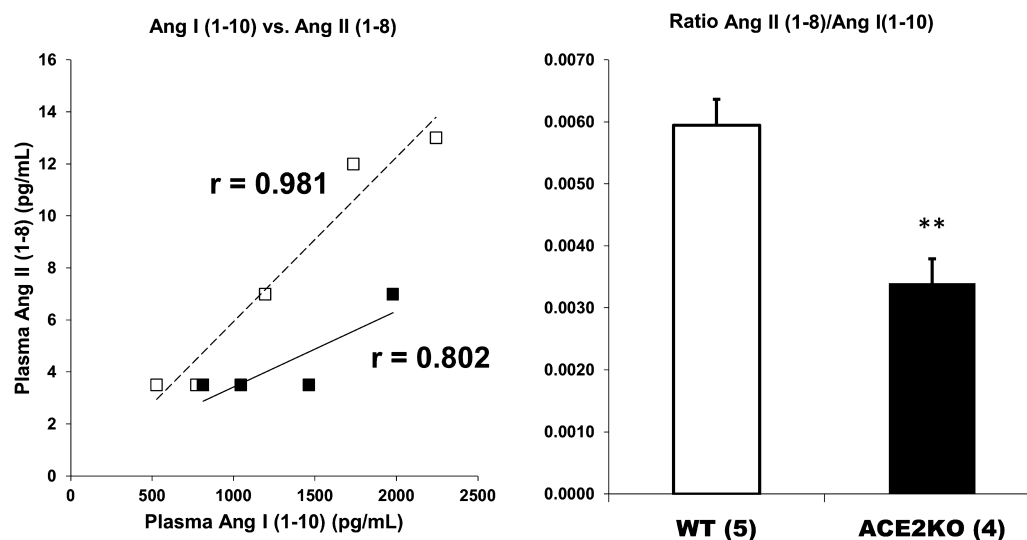 Ang I (1-10) vs. Ang II (1-8)
16
14
12
10
8
6
4
2
0
Plasma Ang II (1-8) (pg/mL)
r = 0.981
r = 0.802
0 500 1000 1500 2000 2500
Plasma Ang I (1-10) (pg/mL)
Ratio Ang II (1-8)/Ang I(1-10)
0.0070
0.0060
0.0050
0.0040
0.0030
0.0020
0.0010
0.0000
**
WT (5) ACE2KO (4)